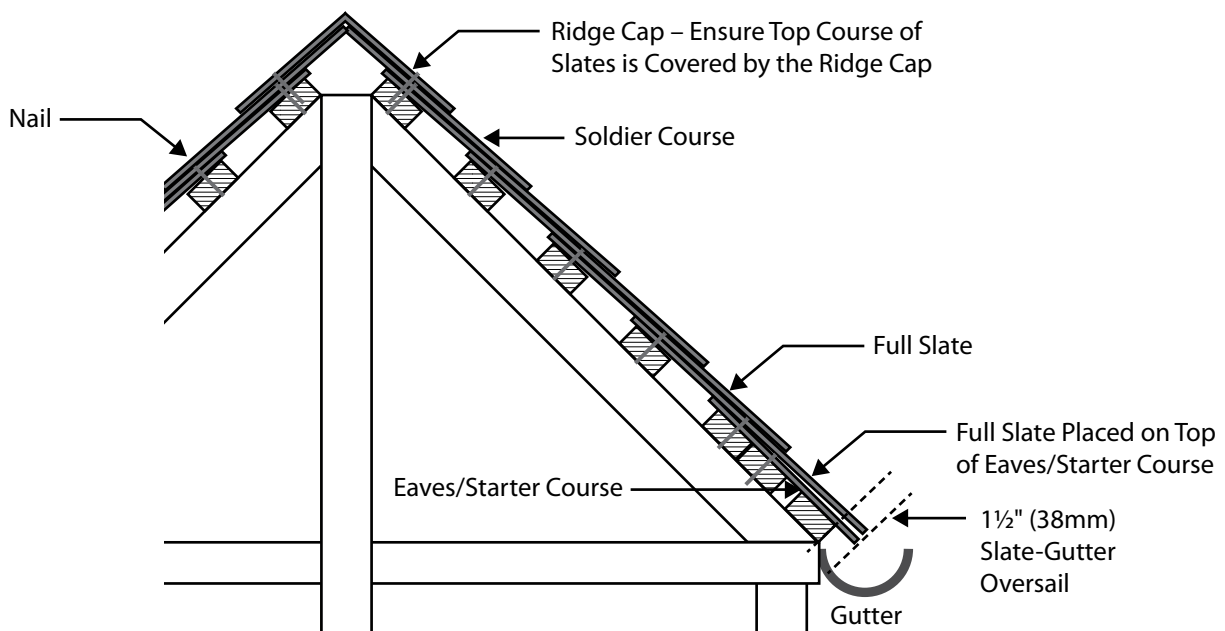 Ridge Cap – Ensure Top Course of
Slates is Covered by the Ridge Cap
Nail
Soldier Course
Full Slate
Full Slate Placed on Top
of Eaves/Starter Course
Eaves/Starter Course
1½" (38mm)
Slate-Gutter
Oversail
Gutter